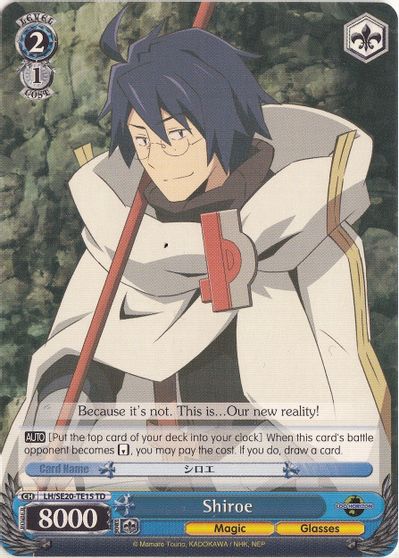 LEVEL
2
1
COST
Because it's not. This is...Our new reality!
AUTO [Put the top card of your deck into your clock] When this card's battle
opponent becomes , you may pay the cost. If you do, draw a card.
Card Name シロエ
CH LH/SE20-TE15 TD
Shiroe
LOG HORIZON
8000
Magic Glasses
© Mamare Touno, KADOKAWA / NHK, NEP